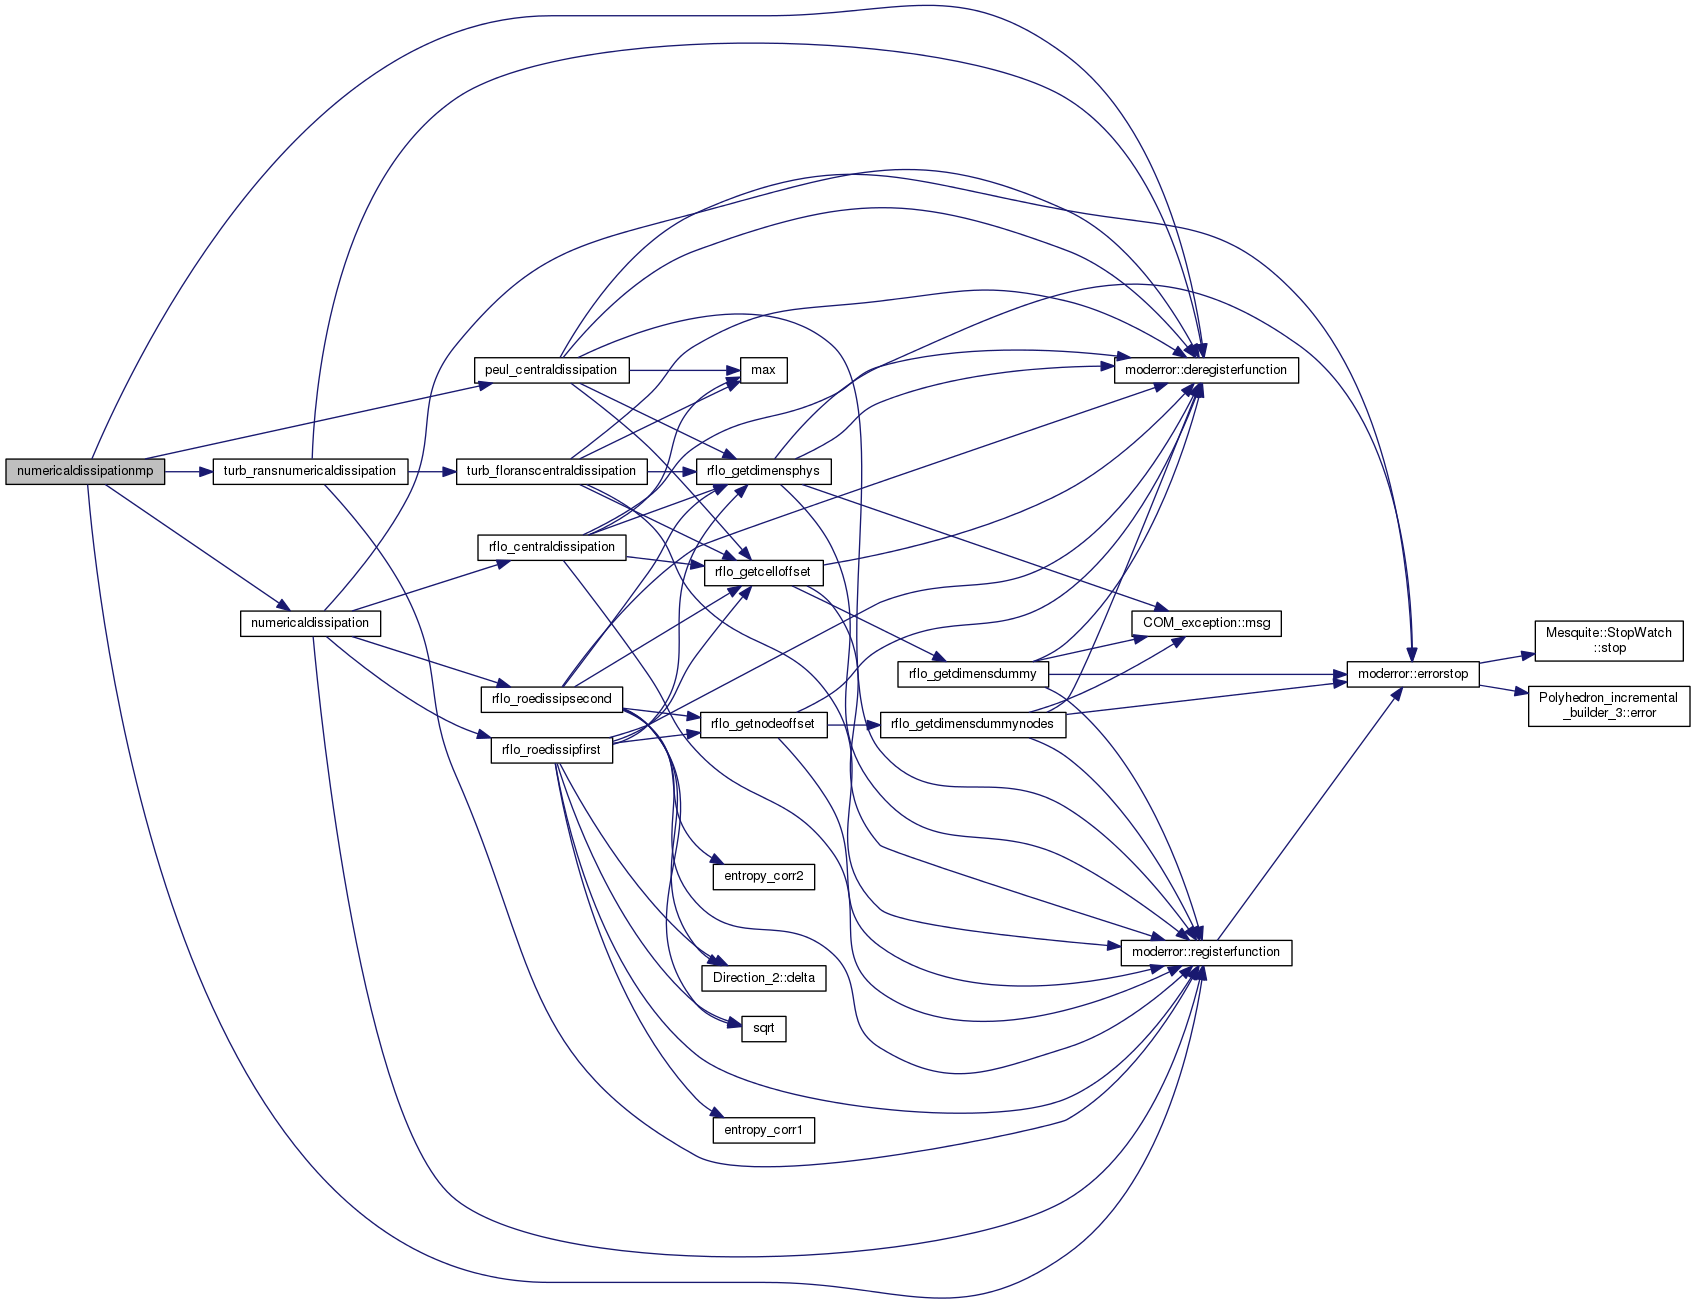 numericaldissipationmp
turb_ransnumericaldissipation
numericaldissipation
peul_centraldissipation
turb_floranscentraldissipation
rflo_centraldissipation
rflo_roedissipsecond
rflo_roedissipfirst
max
rflo_getdimensphys
rflo_getcelloffset
rflo_getnodeoffset
entropy_corr2
Direction_2::delta
sqrt
entropy_corr1
rflo_getdimensdummy
rflo_getdimensdummynodes
moderror::deregisterfunction
COM_exception::msg
moderror::registerfunction
moderror::errorstop
Mesquite::StopWatch
::stop
Polyhedron_incremental
_builder_3::error